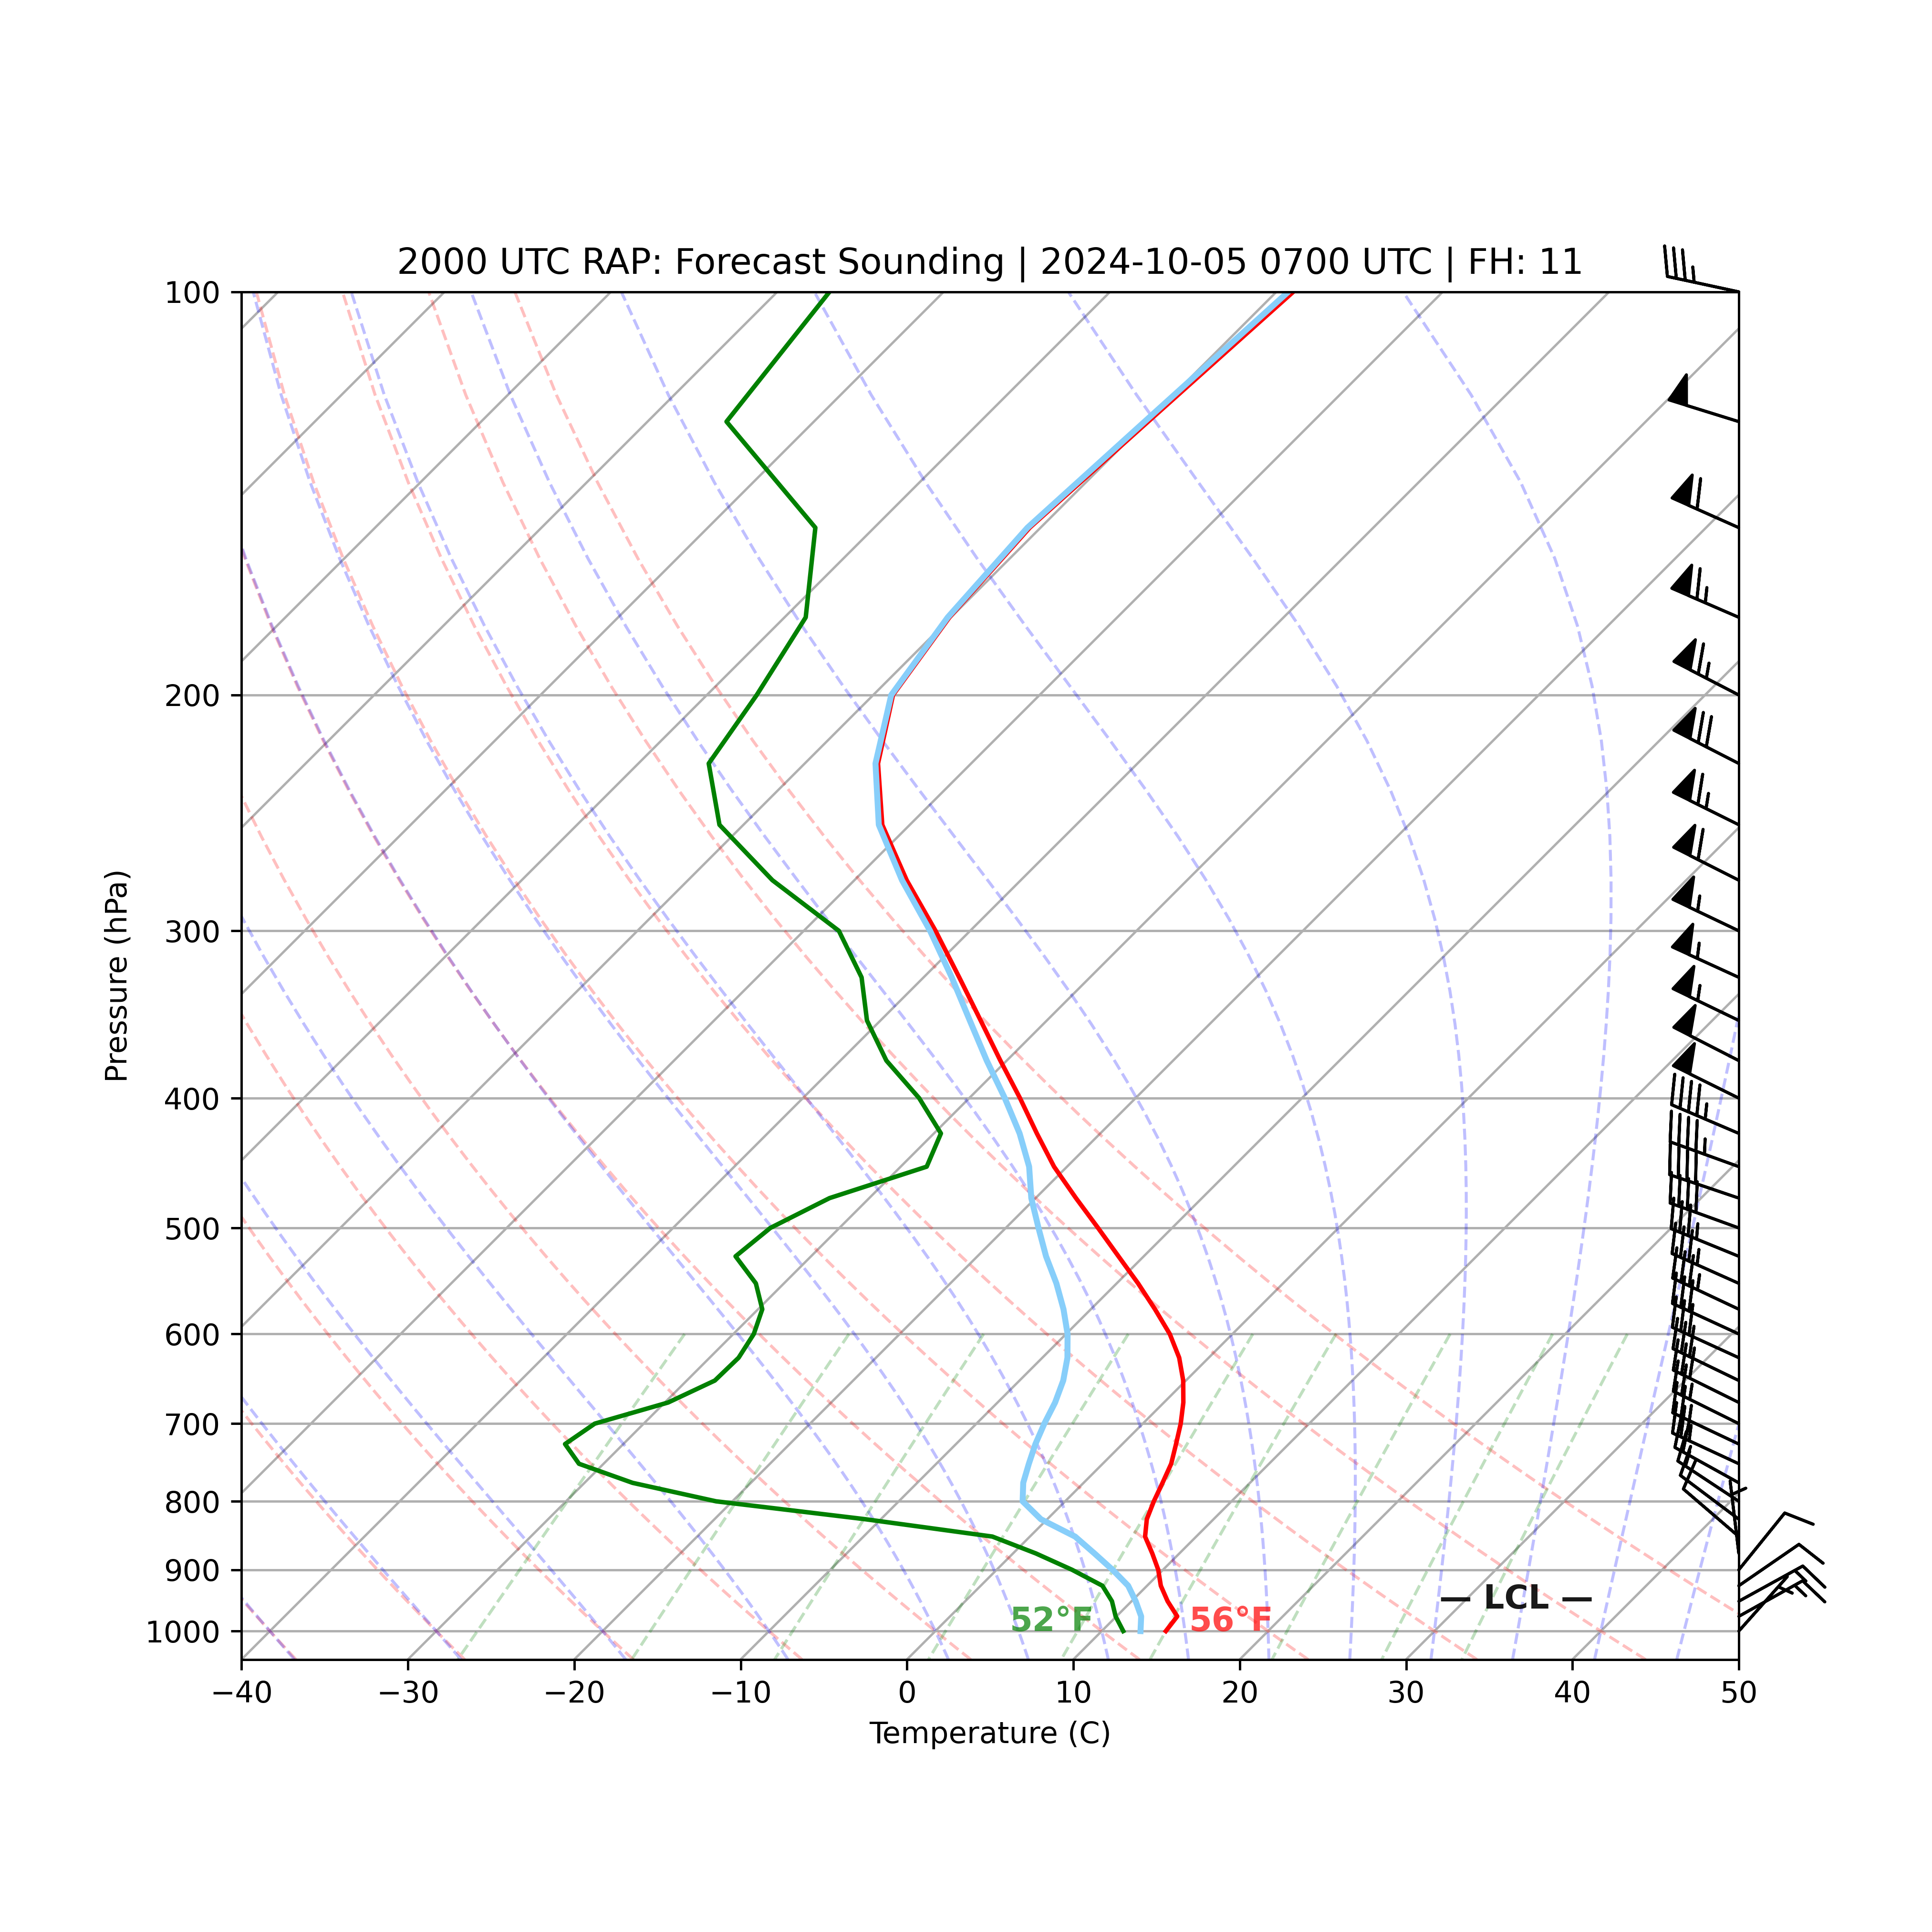 2000 UTC RAP: Forecast Sounding | 2024-10-05 0700 UTC | FH: 11
100
200
300
400
500
600
700
800
900
1000
Pressure (hPa)
— LCL —
52°F
56°F
−40 −30 −20 −10 0 10 20 30 40 50
Temperature (C)